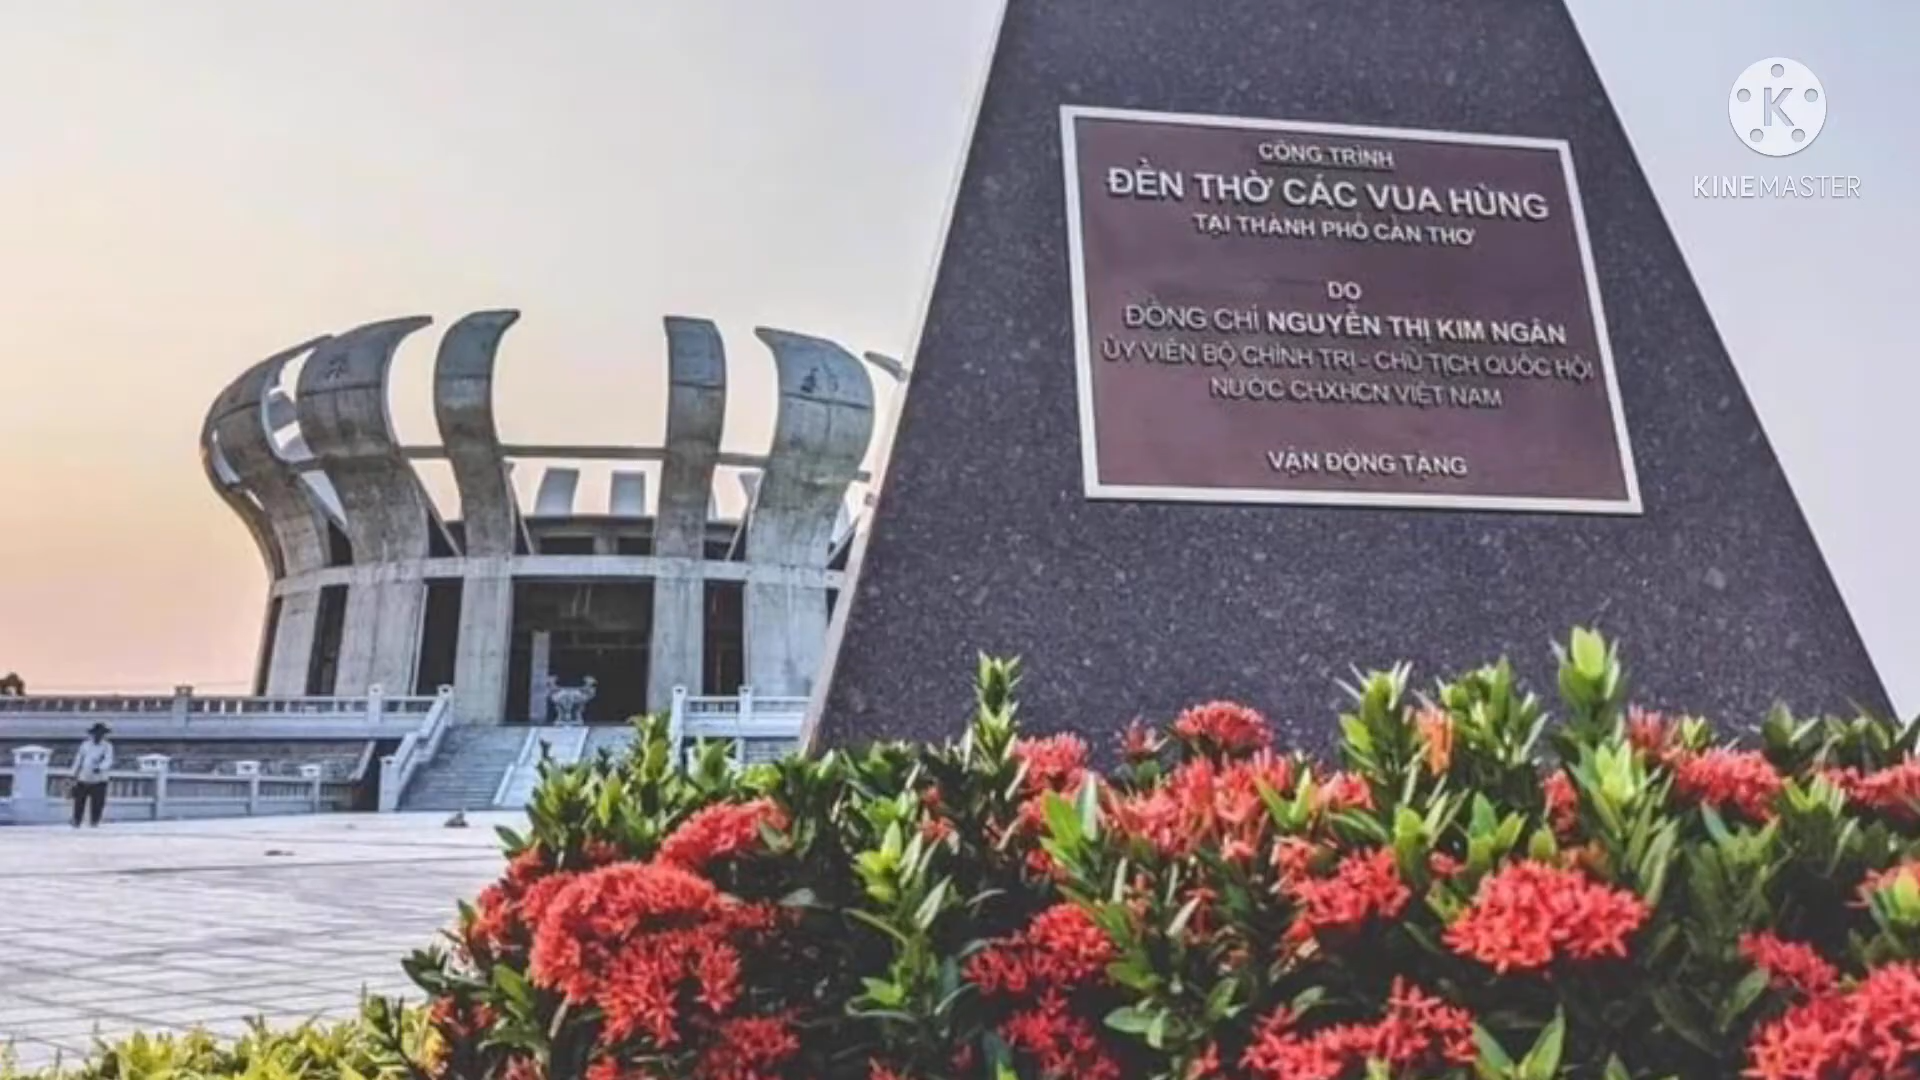 CÔNG TRÌNH
ĐỀN THỜ CÁC VUA HÙNG
TẠI THÀNH PHỐ CẦN THƠ
DO
ĐỒNG CHÍ NGUYỄN THỊ KIM NGÂN
ỦY VIÊN BỘ CHÍNH TRỊ - CHỦ TỊCH QUỐC HỘI
NƯỚC CHXHCN VIỆT NAM
VẬN ĐỘNG TẶNG
K
KINEMASTER